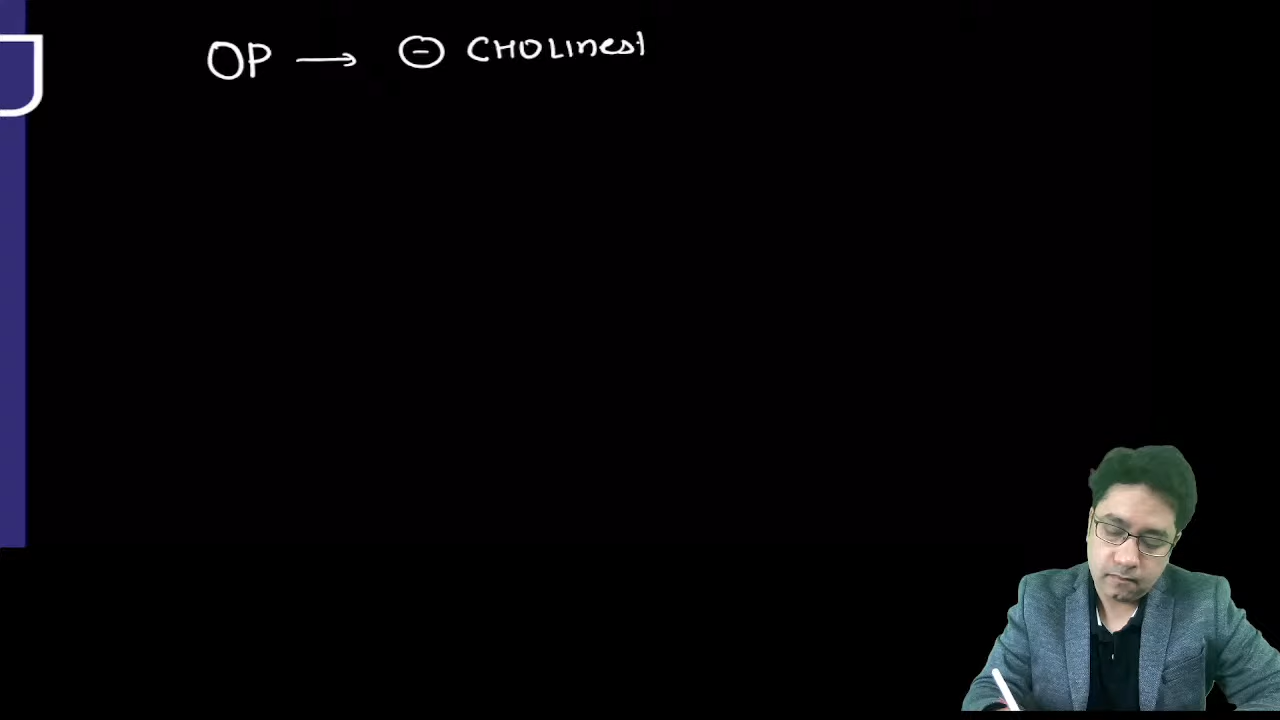 OP → ⊖ CHOLinest